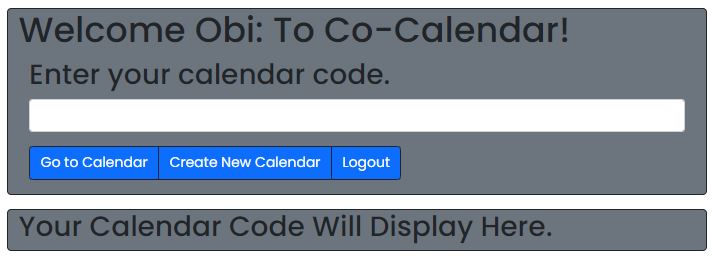 Welcome Obi: To Co-Calendar!
Enter your calendar code.
Go to Calendar Create New Calendar Logout
Your Calendar Code Will Display Here.